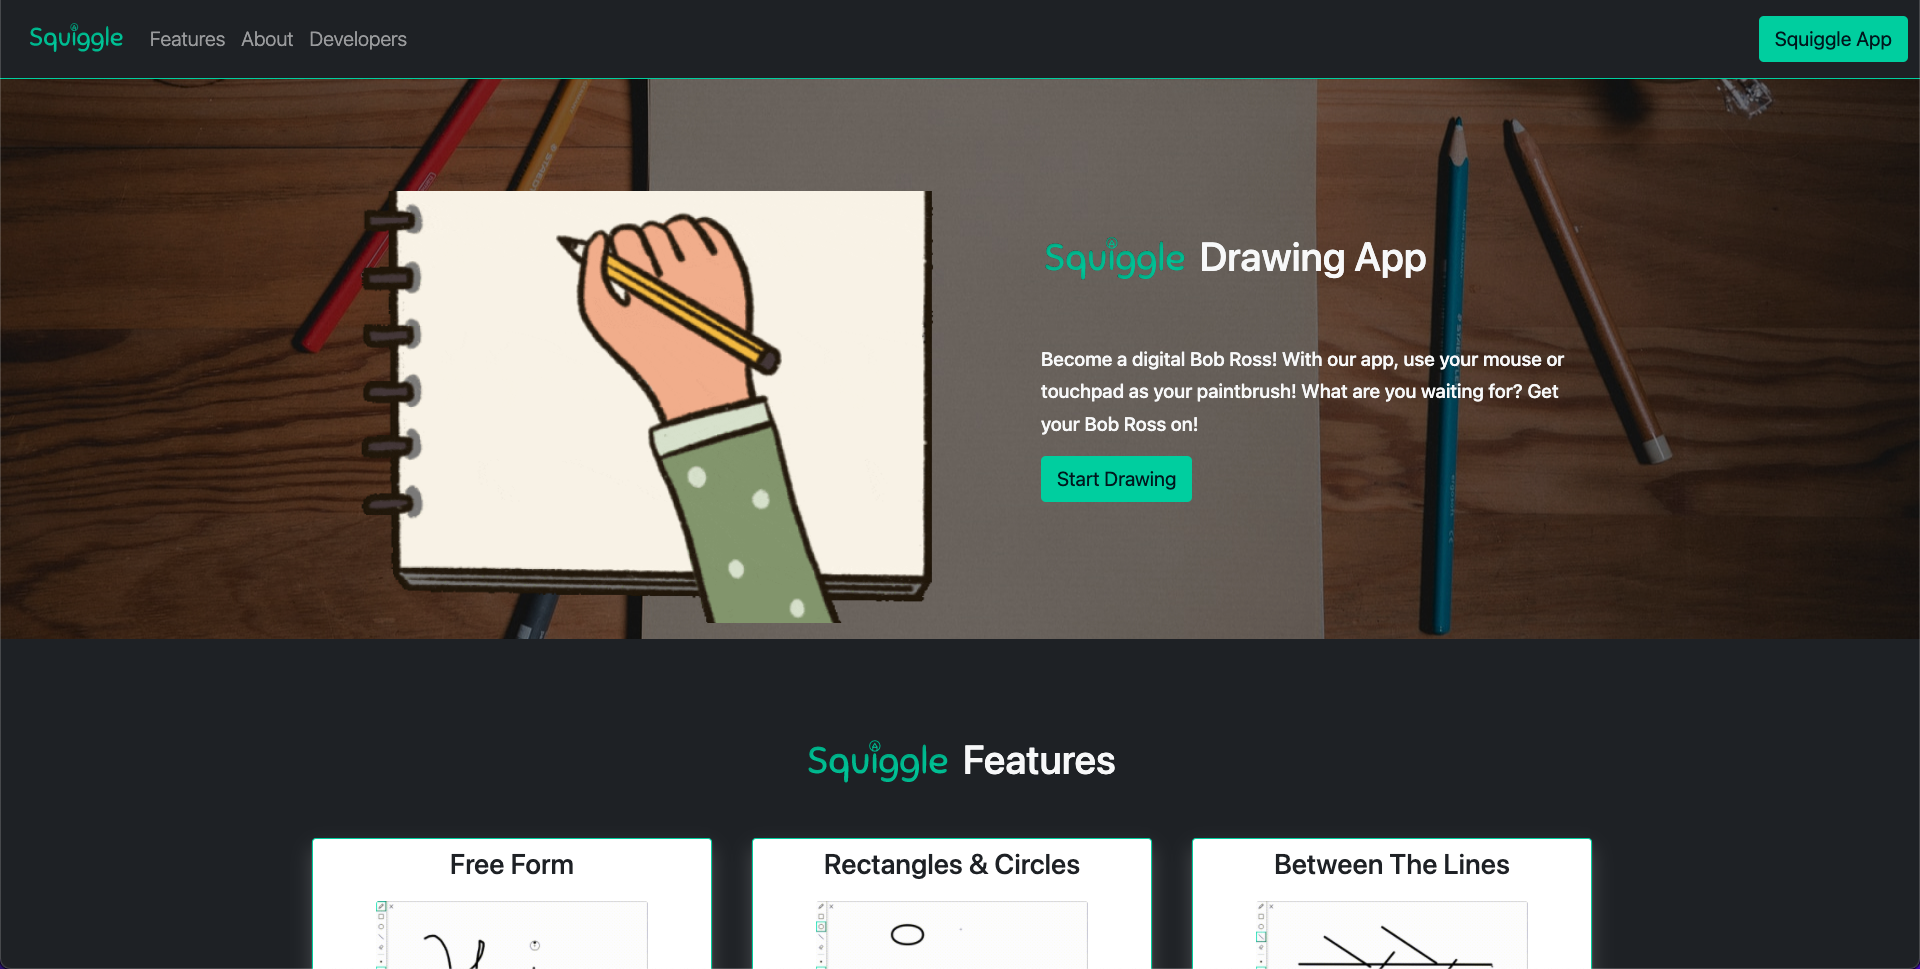 Squiggle Features About Developers Squiggle App
Squiggle Drawing App
Become a digital Bob Ross! With our app, use your mouse or
touchpad as your paintbrush! What are you waiting for? Get
your Bob Ross on!
Start Drawing
Squiggle Features
Free Form
Rectangles & Circles
Between The Lines